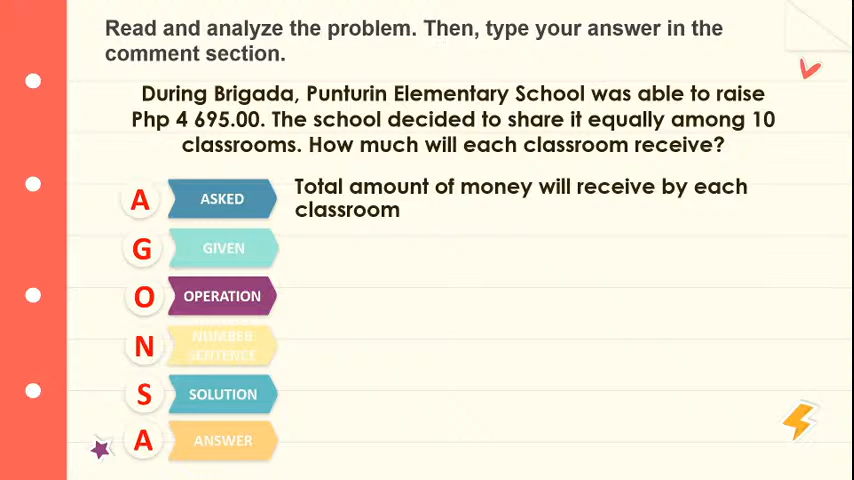 Read and analyze the problem. Then, type your answer in the
comment section.
During Brigada, Punturin Elementary School was able to raise
Php 4 695.00. The school decided to share it equally among 10
classrooms. How much will each classroom receive?
A ASKED Total amount of money will receive by each
classroom
G GIVEN
O OPERATION
N NUMBER
SENTENCE
S SOLUTION
A ANSWER